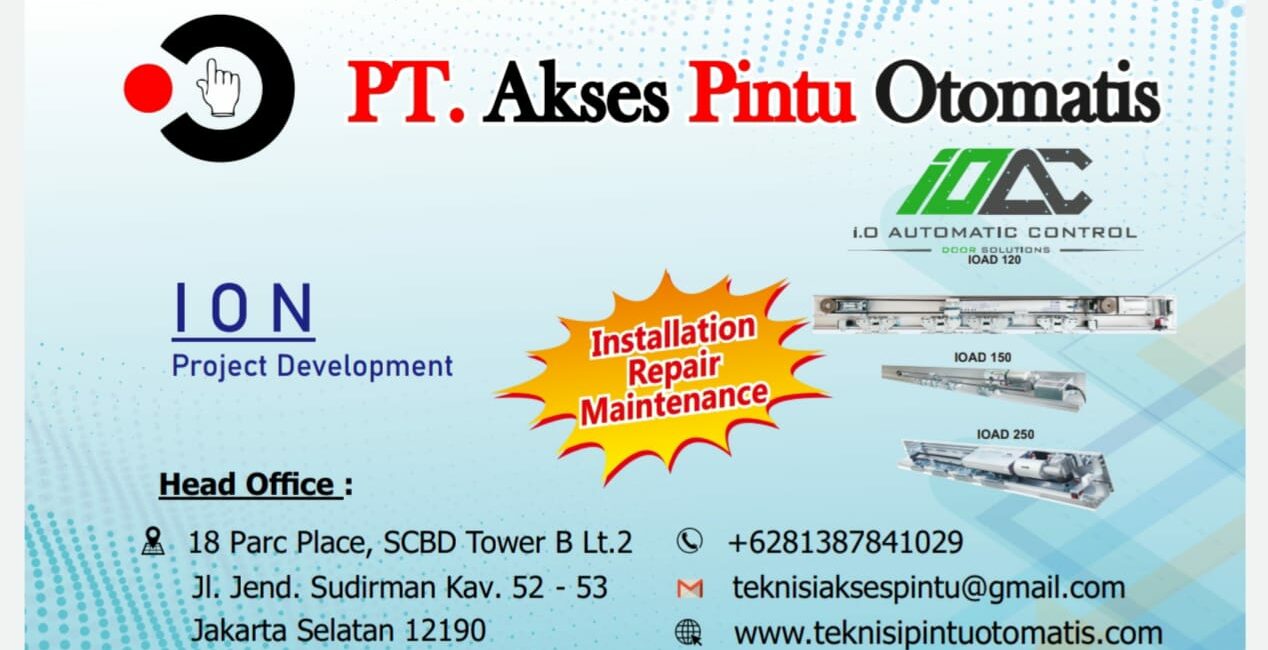 PT. Akses Pintu Otomatis
iOAC
i.O AUTOMATIC CONTROL
DOOR SOLUTIONS
IOAD 120
ION
Project Development
Installation
Repair
Maintenance
IOAD 150
IOAD 250
Head Office :
18 Parc Place, SCBD Tower B Lt.2
Jl. Jend. Sudirman Kav. 52 - 53
Jakarta Selatan 12190
+6281387841029
teknisiaksespintu@gmail.com
www.teknisipintuotomatis.com